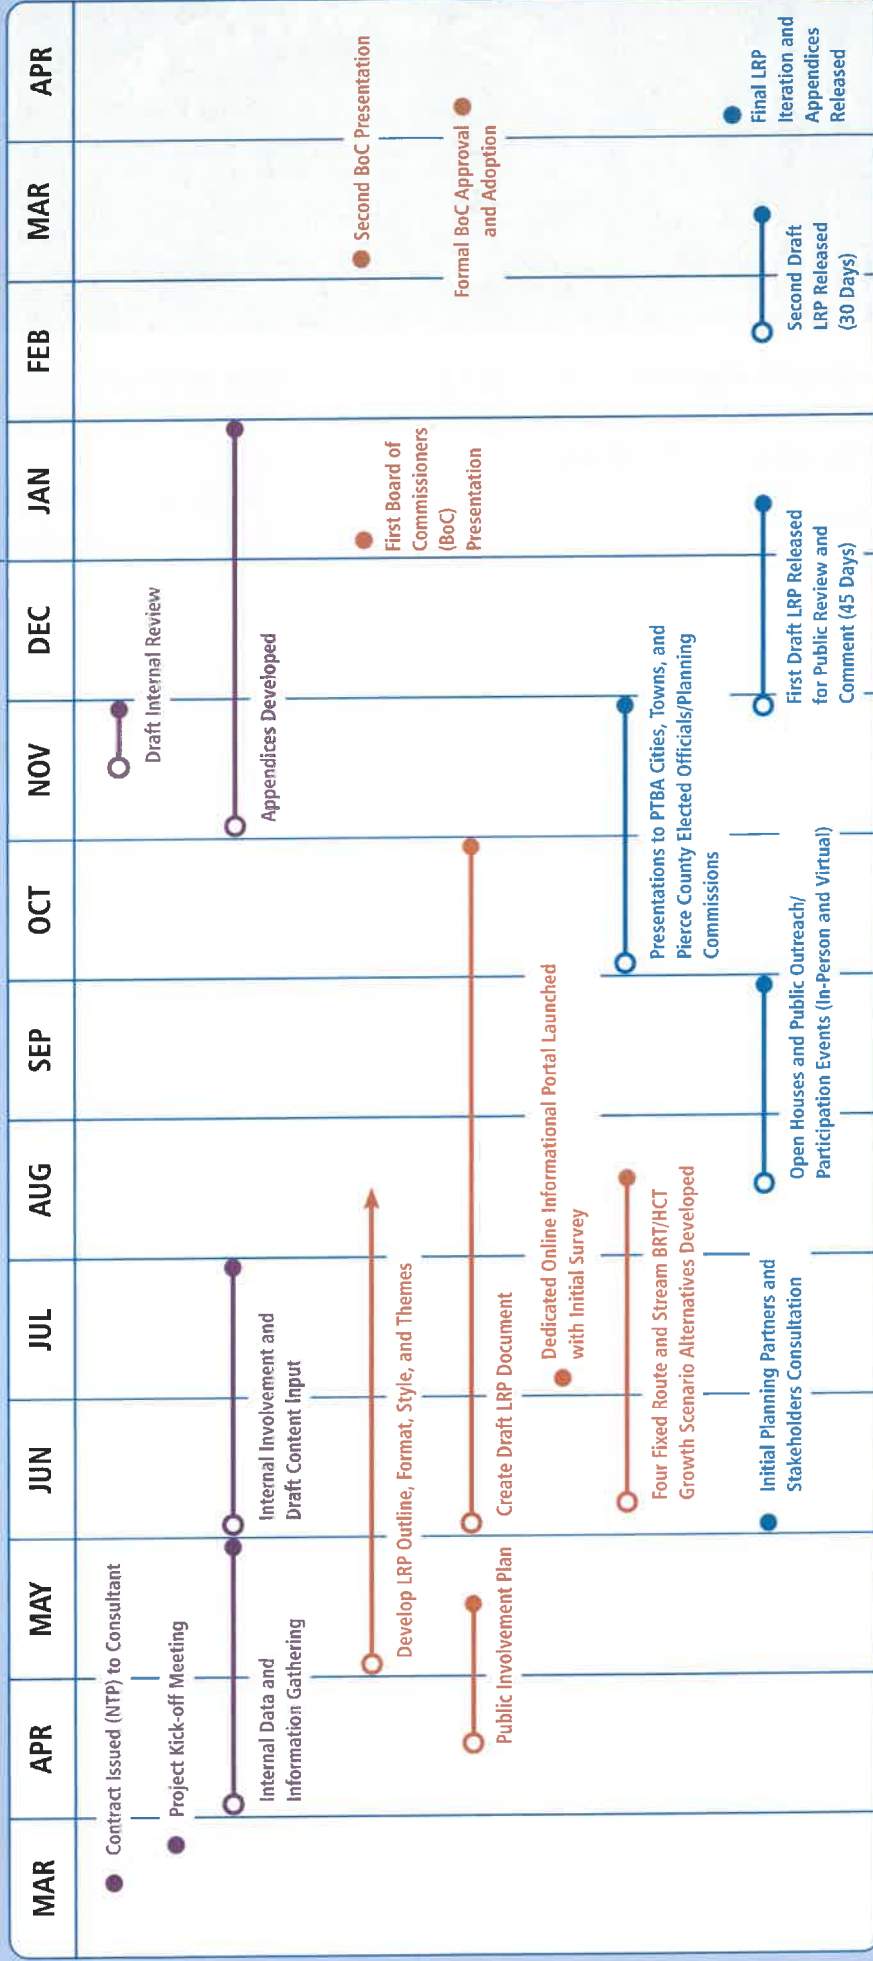 MAR
APR
MAY
JUN
JUL
AUG
SEP
OCT
NOV
DEC
JAN
FEB
MAR
APR
Contract Issued (NTP) to Consultant
Project Kick-off Meeting
Internal Data and
Information Gathering
Internal Involvement and
Draft Content Input
Draft Internal Review
Appendices Developed
Develop LRP Outline, Format, Style, and Themes
Public Involvement Plan
Create Draft LRP Document
Dedicated Online Informational Portal Launched
with Initial Survey
Four Fixed Route and Stream BRT/HCT
Growth Scenario Alternatives Developed
First Board of
Commissioners
(BoC)
Presentation
Second BoC Presentation
Formal BoC Approval
and Adoption
Initial Planning Partners and
Stakeholders Consultation
Open Houses and Public Outreach/
Participation Events (In-Person and Virtual)
Presentations to PTBA Cities, Towns, and
Pierce County Elected Officials/Planning
Commissions
First Draft LRP Released
for Public Review and
Comment (45 Days)
Second Draft
LRP Released
(30 Days)
Final LRP
Iteration and
Appendices
Released